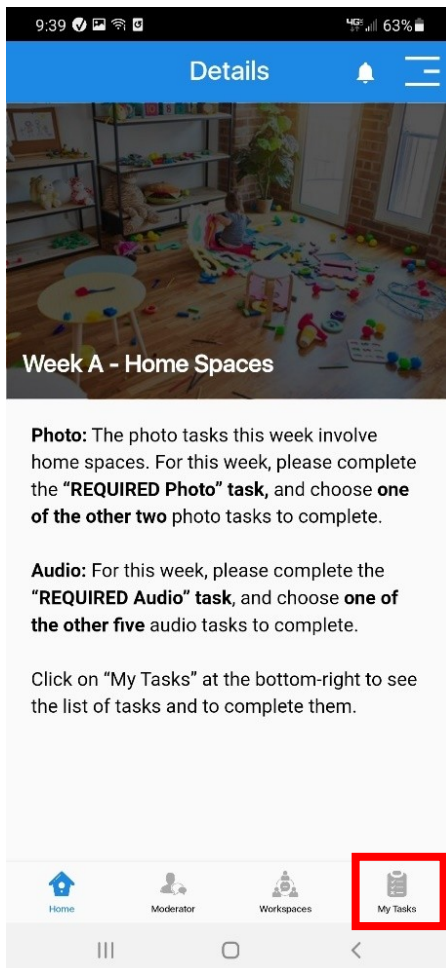 9:39 63%
Details
Week A - Home Spaces
Photo: The photo tasks this week involve
home spaces. For this week, please complete
the “REQUIRED Photo” task, and choose one
of the other two photo tasks to complete.
Audio: For this week, please complete the
“REQUIRED Audio” task, and choose one of
the other five audio tasks to complete.
Click on “My Tasks” at the bottom-right to see
the list of tasks and to complete them.
Home Moderator Workspaces My Tasks